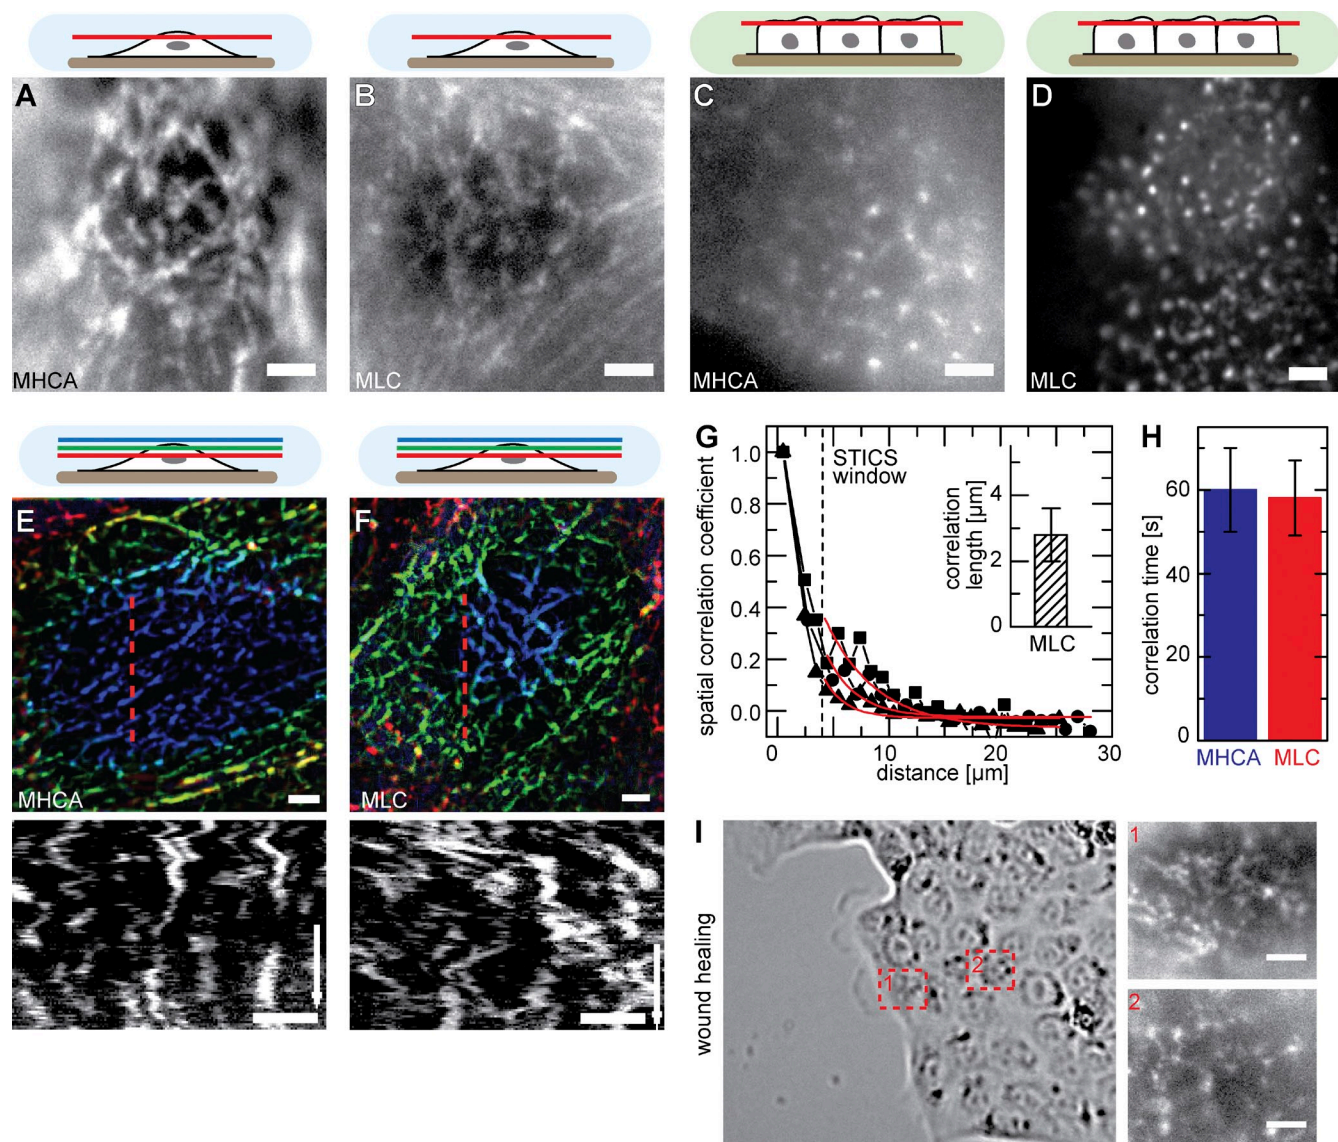 A
B
C
D
MHCA
MLC
MHCA
MLC
E
F
MHCA
MLC
G
spatial correlation coefficient
1.0
0.8
0.6
0.4
0.2
0.0
STICS
window
correlation
length [µm]
4
2
0
MLC
0
10
20
30
distance [µm]
H
correlation time [s]
60
40
20
0
MHCA
MLC
I
wound healing
1
2
1
2